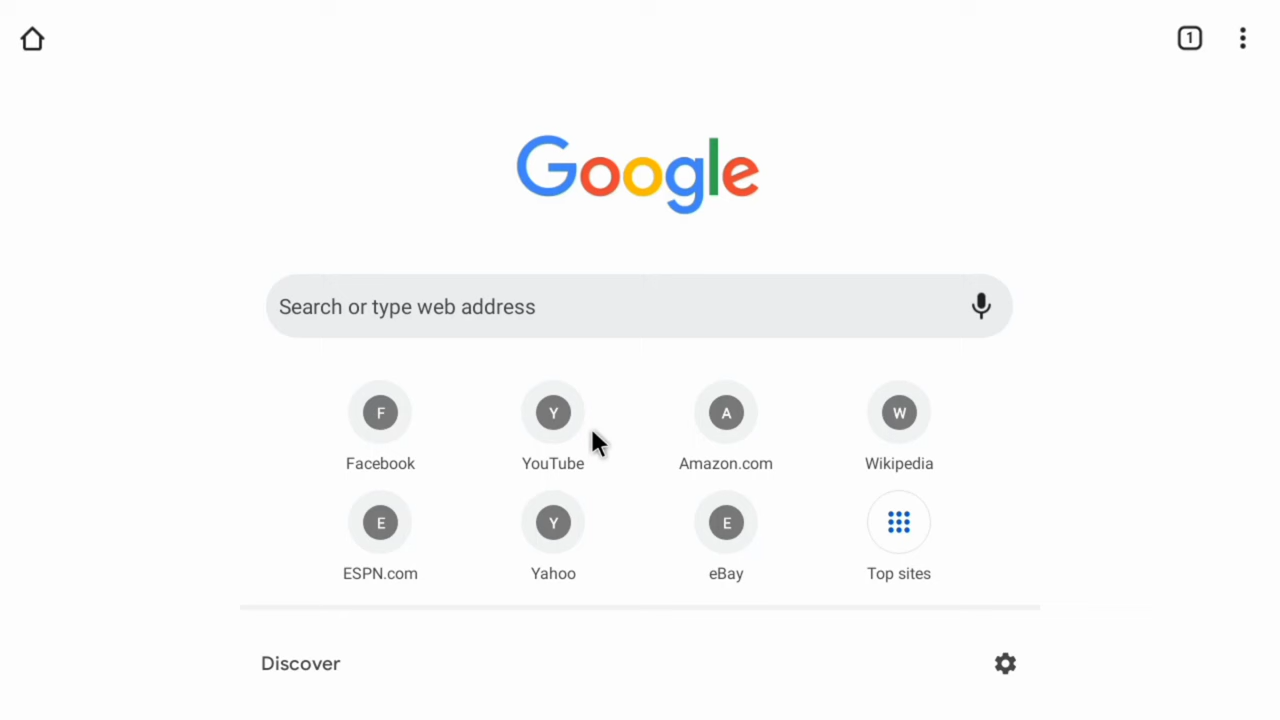 1
Google
Search or type web address
F Y A W
Facebook YouTube Amazon.com Wikipedia
E Y E
ESPN.com Yahoo eBay Top sites
Discover